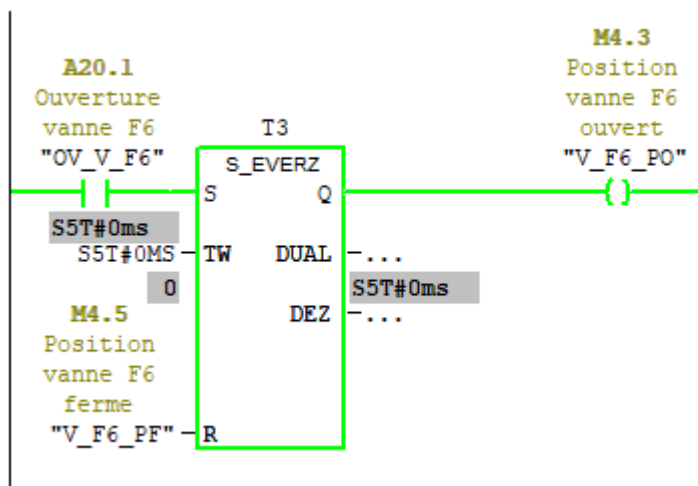 M4.3
A20.1
Position
Ouverture
vanne F6
vanne F6
T3
ouvert
"OV_V_F6"
S_EVERZ
"V_F6_PO"
S
Q
S5T#0ms
S5T#0MS
TW
DUAL
...
0
S5T#0ms
M4.5
DEZ
...
Position
vanne F6
ferme
"V_F6_PF"
R